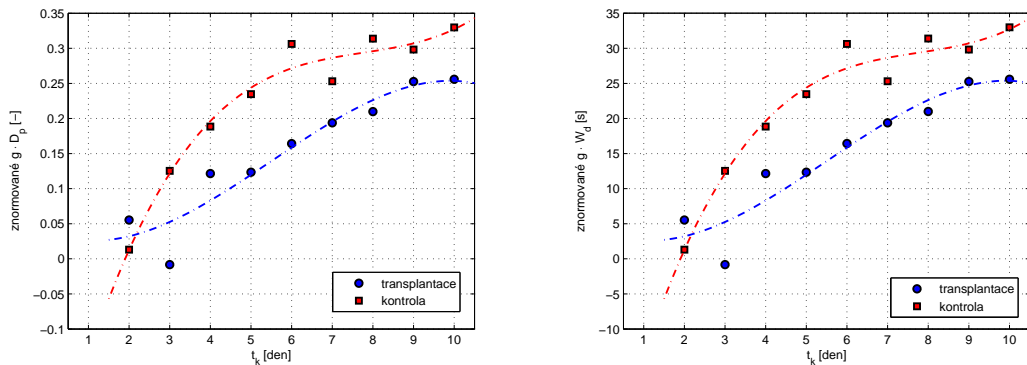 0.35
0.3
0.25
0.2
0.15
0.1
0.05
0
−0.05
−0.1
znormované g · D_p [−]
1 2 3 4 5 6 7 8 9 10
t_k [den]
transplantace
kontrola
35
30
25
20
15
10
5
0
−5
−10
znormované g · W_d [s]
1 2 3 4 5 6 7 8 9 10
t_k [den]
transplantace
kontrola